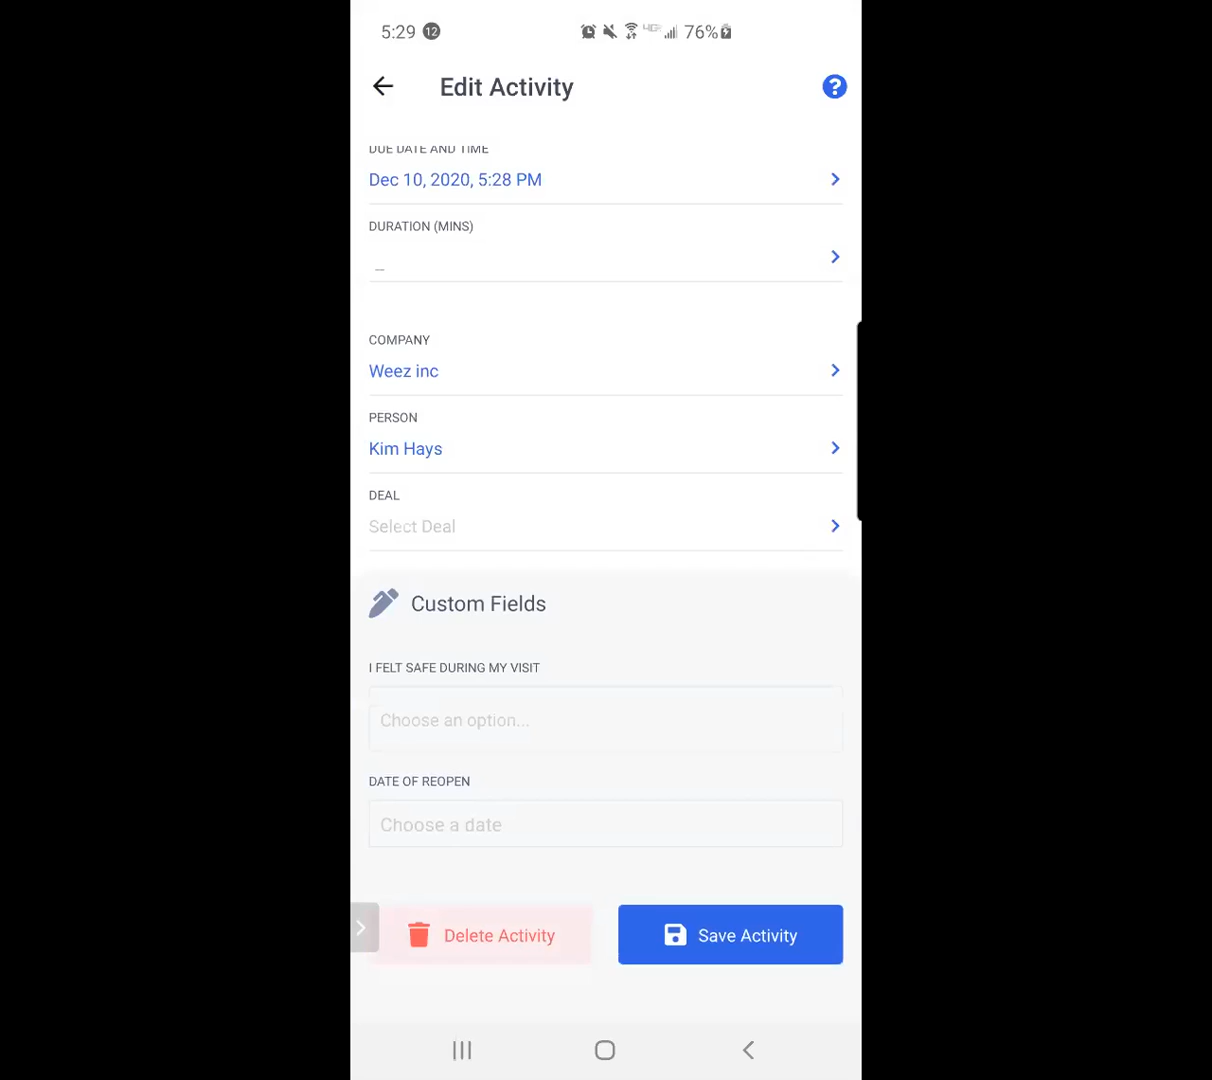 5:29 12 4G 76%
Edit Activity ?
DUE DATE AND TIME
Dec 10, 2020, 5:28 PM
DURATION (MINS)
_
COMPANY
Weez inc
PERSON
Kim Hays
DEAL
Select Deal
Custom Fields
I FELT SAFE DURING MY VISIT
Choose an option...
DATE OF REOPEN
Choose a date
Delete Activity
Save Activity